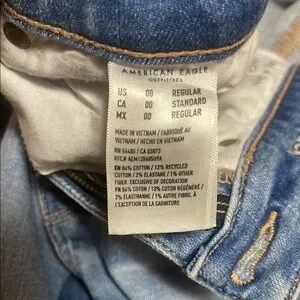 AMERICAN EAGLE
OUTFITTERS
US 00 REGULAR
CA 00 STANDARD
MX 00 REGULAR
MADE IN VIETNAM / FABRIQUÉ AU
VIETNAM / HECHO EN VIETNAM
RN 54485 / CA 03873
RFC#
EN 84% COTTON / 13% RECYCLED
COTTON / 2% ELASTANE / 1% OTHER
FIBER. EXCLUSIVE OF DECORATION
FR 84% COTON / 13% COTON RÉGÉNÉRÉ /
2% ÉLASTHANNE / 1% AUTRE FIBRE. À
L'EXCEPTION DE LA GARNITURE